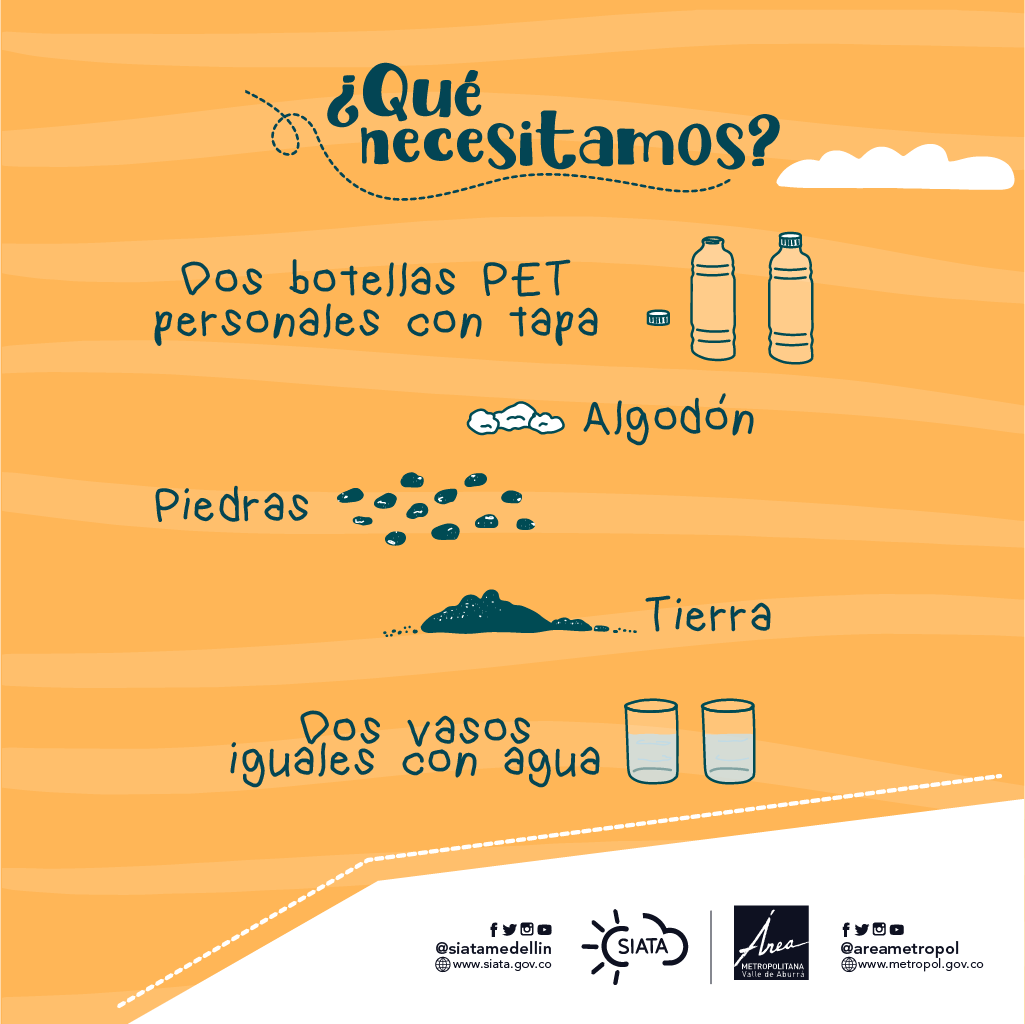 ¿Qué
necesitamos?
Dos botellas PET
personales con tapa
Algodón
Piedras
Tierra
Dos vasos
iguales con agua
@siatamedellin
www.siata.gov.co
SIATA
Área
METROPOLITANA
Valle de Aburrá
@areametropol
www.metropol.gov.co